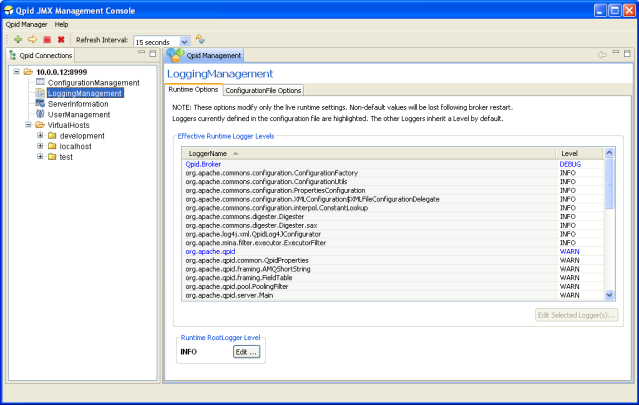 Qpid JMX Management Console
Qpid Manager Help
Refresh Interval: 15 seconds
Qpid Connections
10.0.0.12:8999
ConfigurationManagement
LoggingManagement
ServerInformation
UserManagement
VirtualHosts
development
localhost
test
Qpid Management
LoggingManagement
Runtime Options ConfigurationFile Options
NOTE: These options modify only the live runtime settings. Non-default values will be lost following broker restart.
Loggers currently defined in the configuration file are highlighted. The other Loggers inherit a Level by default.
Effective Runtime Logger Levels
LoggerName Level
Qpid.Broker DEBUG
org.apache.commons.configuration.ConfigurationFactory INFO
org.apache.commons.configuration.ConfigurationUtils INFO
org.apache.commons.configuration.PropertiesConfiguration INFO
org.apache.commons.configuration.XMLConfiguration$XMLFileConfigurationDelegate INFO
org.apache.commons.configuration.interpol.ConstantLookup INFO
org.apache.commons.digester.Digester INFO
org.apache.commons.digester.Digester.sax INFO
org.apache.log4j.xml.QpidLog4JConfigurator INFO
org.apache.mina.filter.executor.ExecutorFilter INFO
org.apache.qpid WARN
org.apache.qpid.common.QpidProperties WARN
org.apache.qpid.framing.AMQShortString WARN
org.apache.qpid.framing.FieldTable WARN
org.apache.qpid.pool.PoolingFilter WARN
org.apache.qpid.server.Main WARN
Edit Selected Logger(s)...
Runtime RootLogger Level
INFO Edit ...